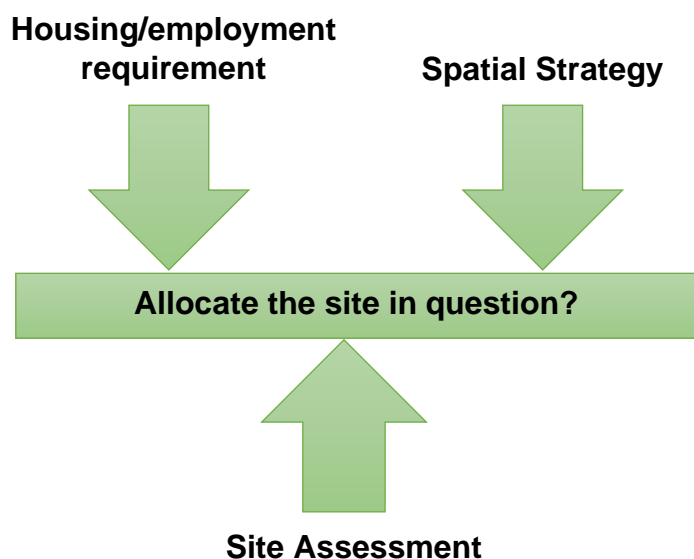 Housing/employment
requirement
Spatial Strategy
Allocate the site in question?
Site Assessment